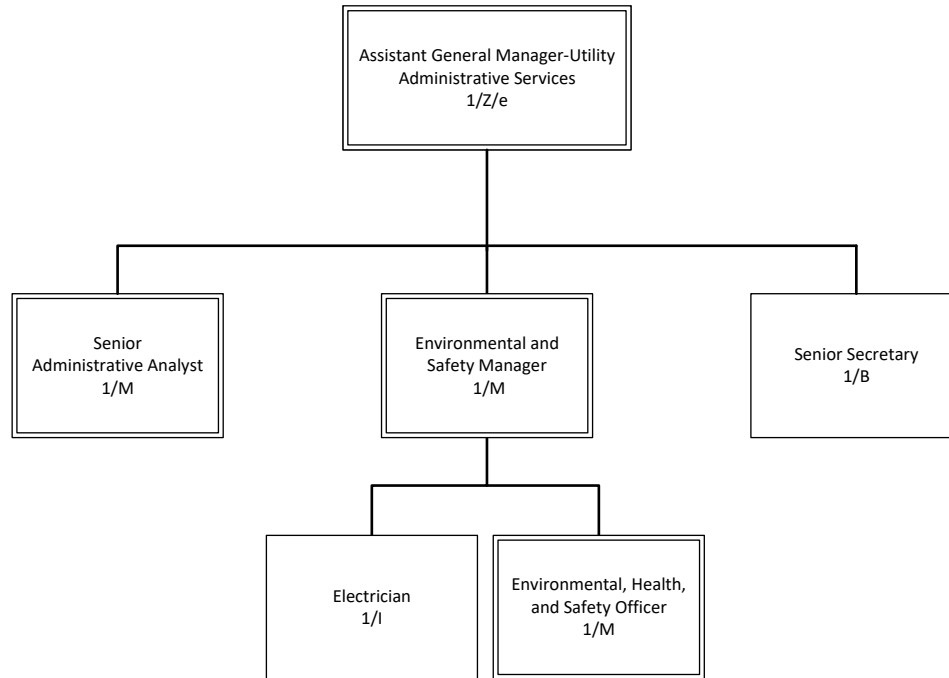 Assistant General Manager-Utility
Administrative Services
1/Z/e
Senior
Administrative Analyst
1/M
Environmental and
Safety Manager
1/M
Senior Secretary
1/B
Electrician
1/I
Environmental, Health,
and Safety Officer
1/M